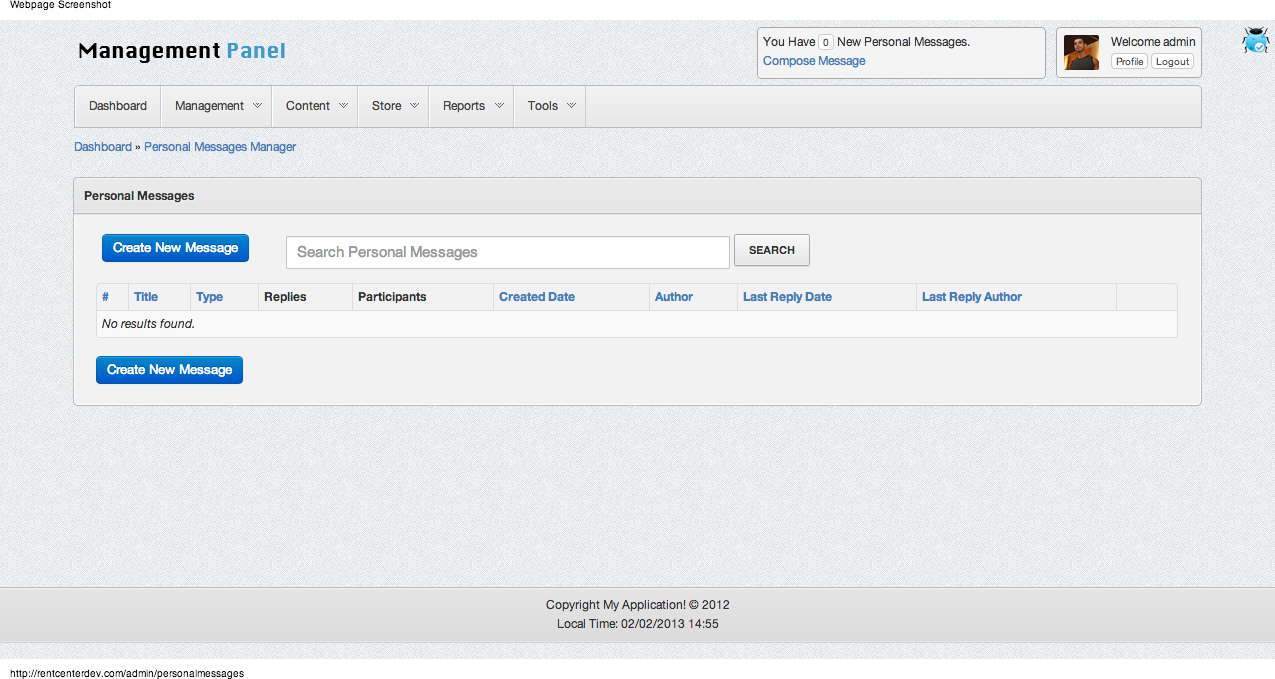 Webpage Screenshot
Management Panel
You Have 0 New Personal Messages.
Compose Message
Welcome admin
Profile Logout
Dashboard Management Content Store Reports Tools
Dashboard » Personal Messages Manager
Personal Messages
Create New Message Search Personal Messages SEARCH
# Title Type Replies Participants Created Date Author Last Reply Date Last Reply Author
No results found.
Create New Message
Copyright My Application! © 2012
Local Time: 02/02/2013 14:55
http://rentcenterdev.com/admin/personalmessages